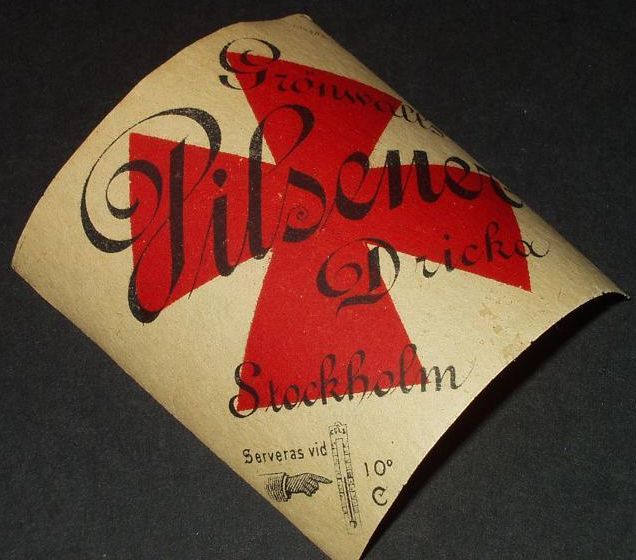 Grönwalls
Pilsener
Dricka
Stockholm
Serveras vid
10°
C